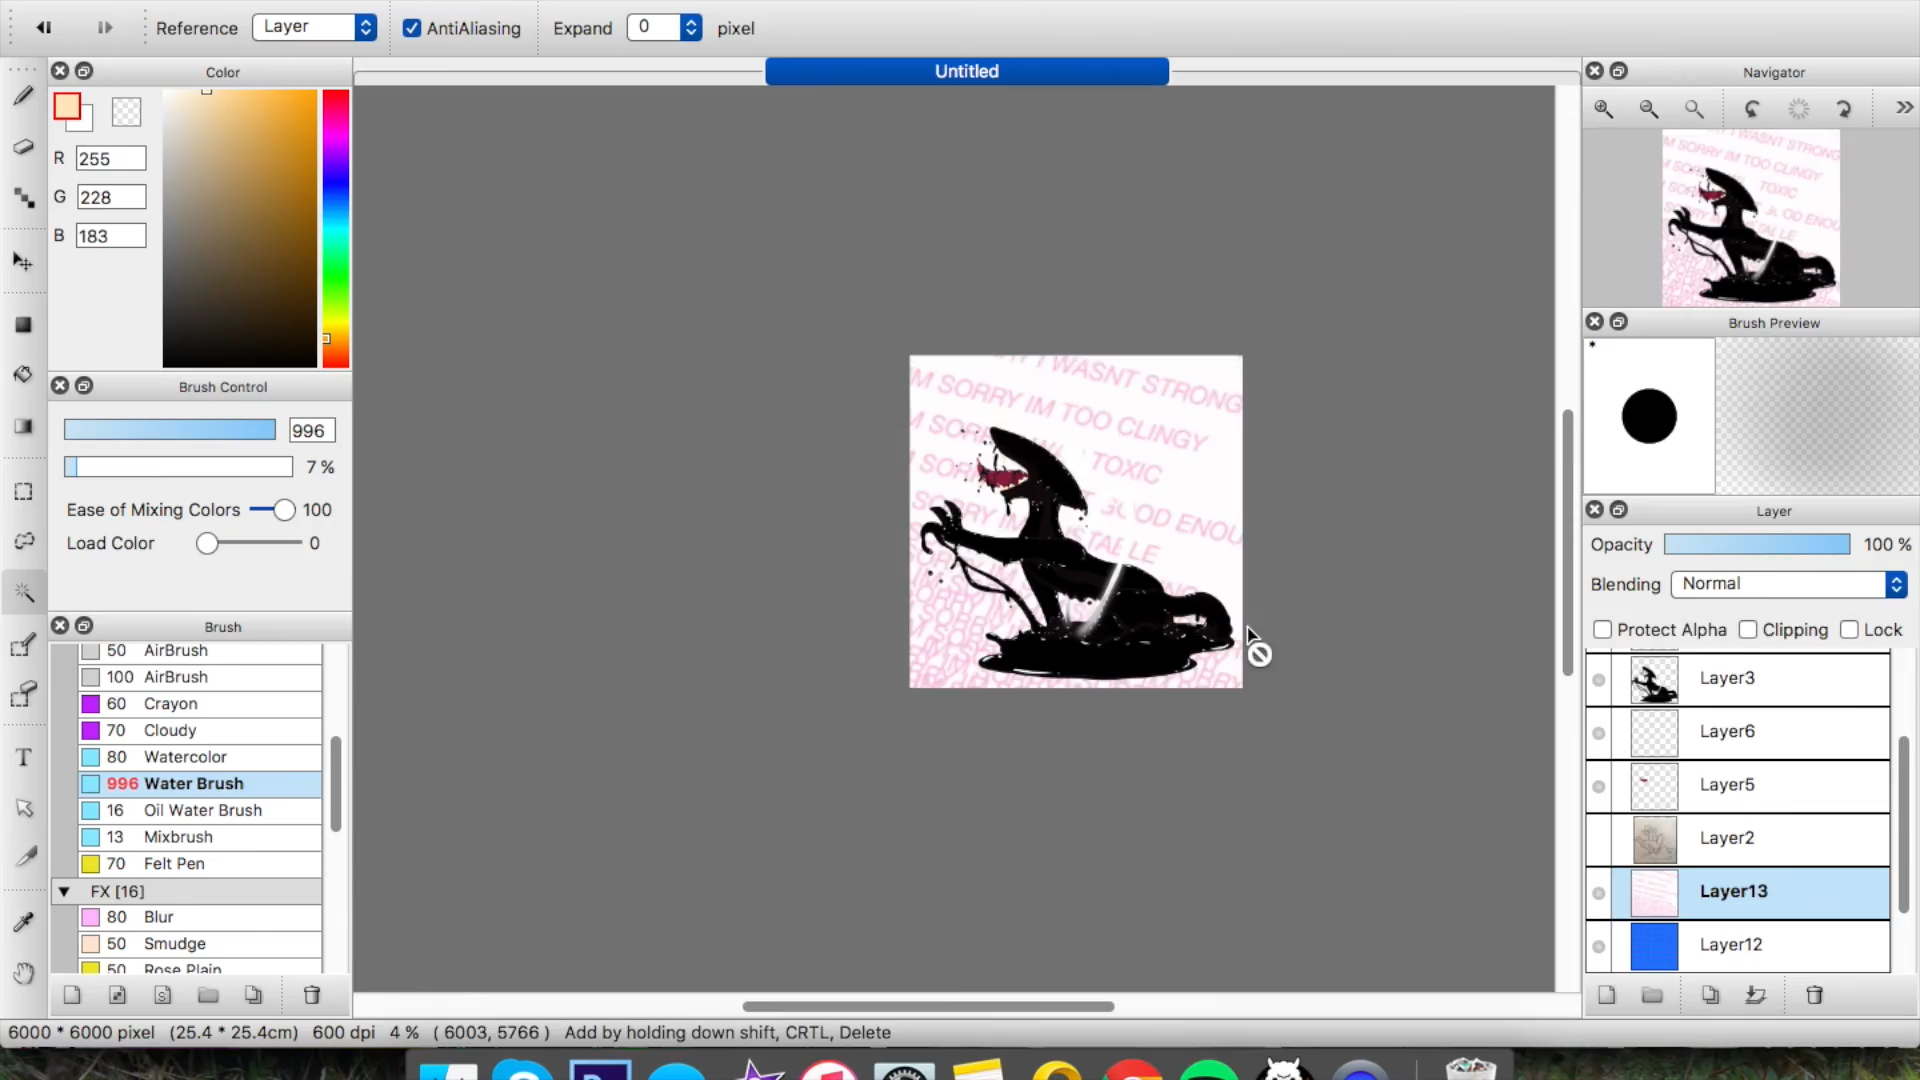 Reference Layer AntiAliasing Expand 0 pixel
Color
Untitled
Navigator
R 255
G 228
B 183
Brush Control
996
7 %
Ease of Mixing Colors 100
Load Color 0
Brush
50 AirBrush
100 AirBrush
60 Crayon
70 Cloudy
80 Watercolor
996 Water Brush
16 Oil Water Brush
13 Mixbrush
70 Felt Pen
FX [16]
80 Blur
50 Smudge
50 Rose Plain
I WASNT STRONG
M SORRY IM TOO CLINGY
TOXIC
OD ENOU
SORRY IM
Brush Preview
*
Layer
Opacity 100 %
Blending Normal
Protect Alpha Clipping Lock
Layer3
Layer6
Layer5
Layer2
Layer13
Layer12
6000 * 6000 pixel (25.4 * 25.4cm) 600 dpi 4 % ( 6003, 5766 ) Add by holding down shift, CRTL, Delete